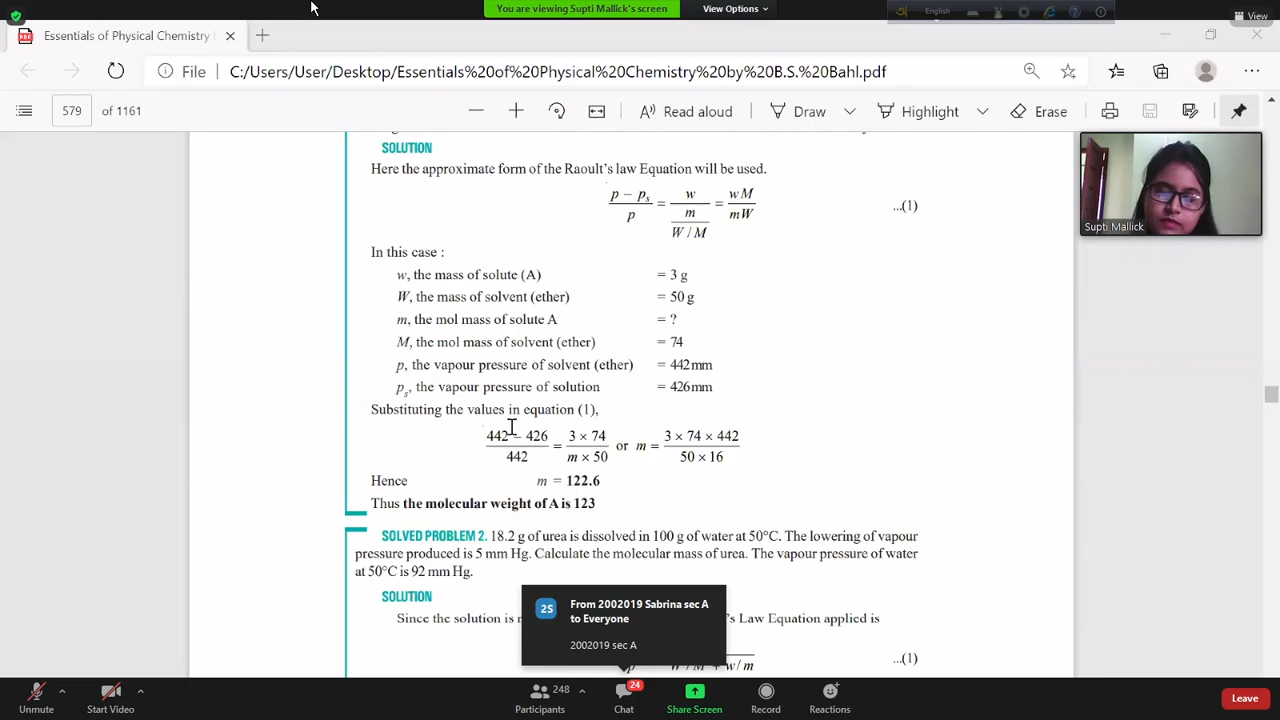 You are viewing Supti Mallick's screen
View Options
English
View
Essentials of Physical Chemistry
File
C:/Users/User/Desktop/Essentials%20of%20Physical%20Chemistry%20by%20B.S.%20Bahl.pdf
579 of 1161
Read aloud
Draw
Highlight
Erase
SOLUTION
Here the approximate form of the Raoult's law Equation will be used.
(p – ps)/p = w/m / W / M = wM/mW ...(1)
In this case :
w, the mass of solute (A) = 3 g
W, the mass of solvent (ether) = 50 g
m, the mol mass of solute A = ?
M, the mol mass of solvent (ether) = 74
p, the vapour pressure of solvent (ether) = 442 mm
ps, the vapour pressure of solution = 426 mm
Substituting the values in equation (1),
(442 – 426)/442 = (3 × 74)/(m × 50) or m = (3 × 74 × 442)/(50 × 16)
Hence m = 122.6
Thus the molecular weight of A is 123
SOLVED PROBLEM 2. 18.2 g of urea is dissolved in 100 g of water at 50°C. The lowering of vapour
pressure produced is 5 mm Hg. Calculate the molecular mass of urea. The vapour pressure of water
at 50°C is 92 mm Hg.
SOLUTION
Since the solution is 's Law Equation applied is
p W / M + w/m ...(1)
Supti Mallick
2S
From 2002019 Sabrina sec A
to Everyone
2002019 sec A
Unmute
Start Video
248
Participants
24
Chat
Share Screen
Record
Reactions
Leave